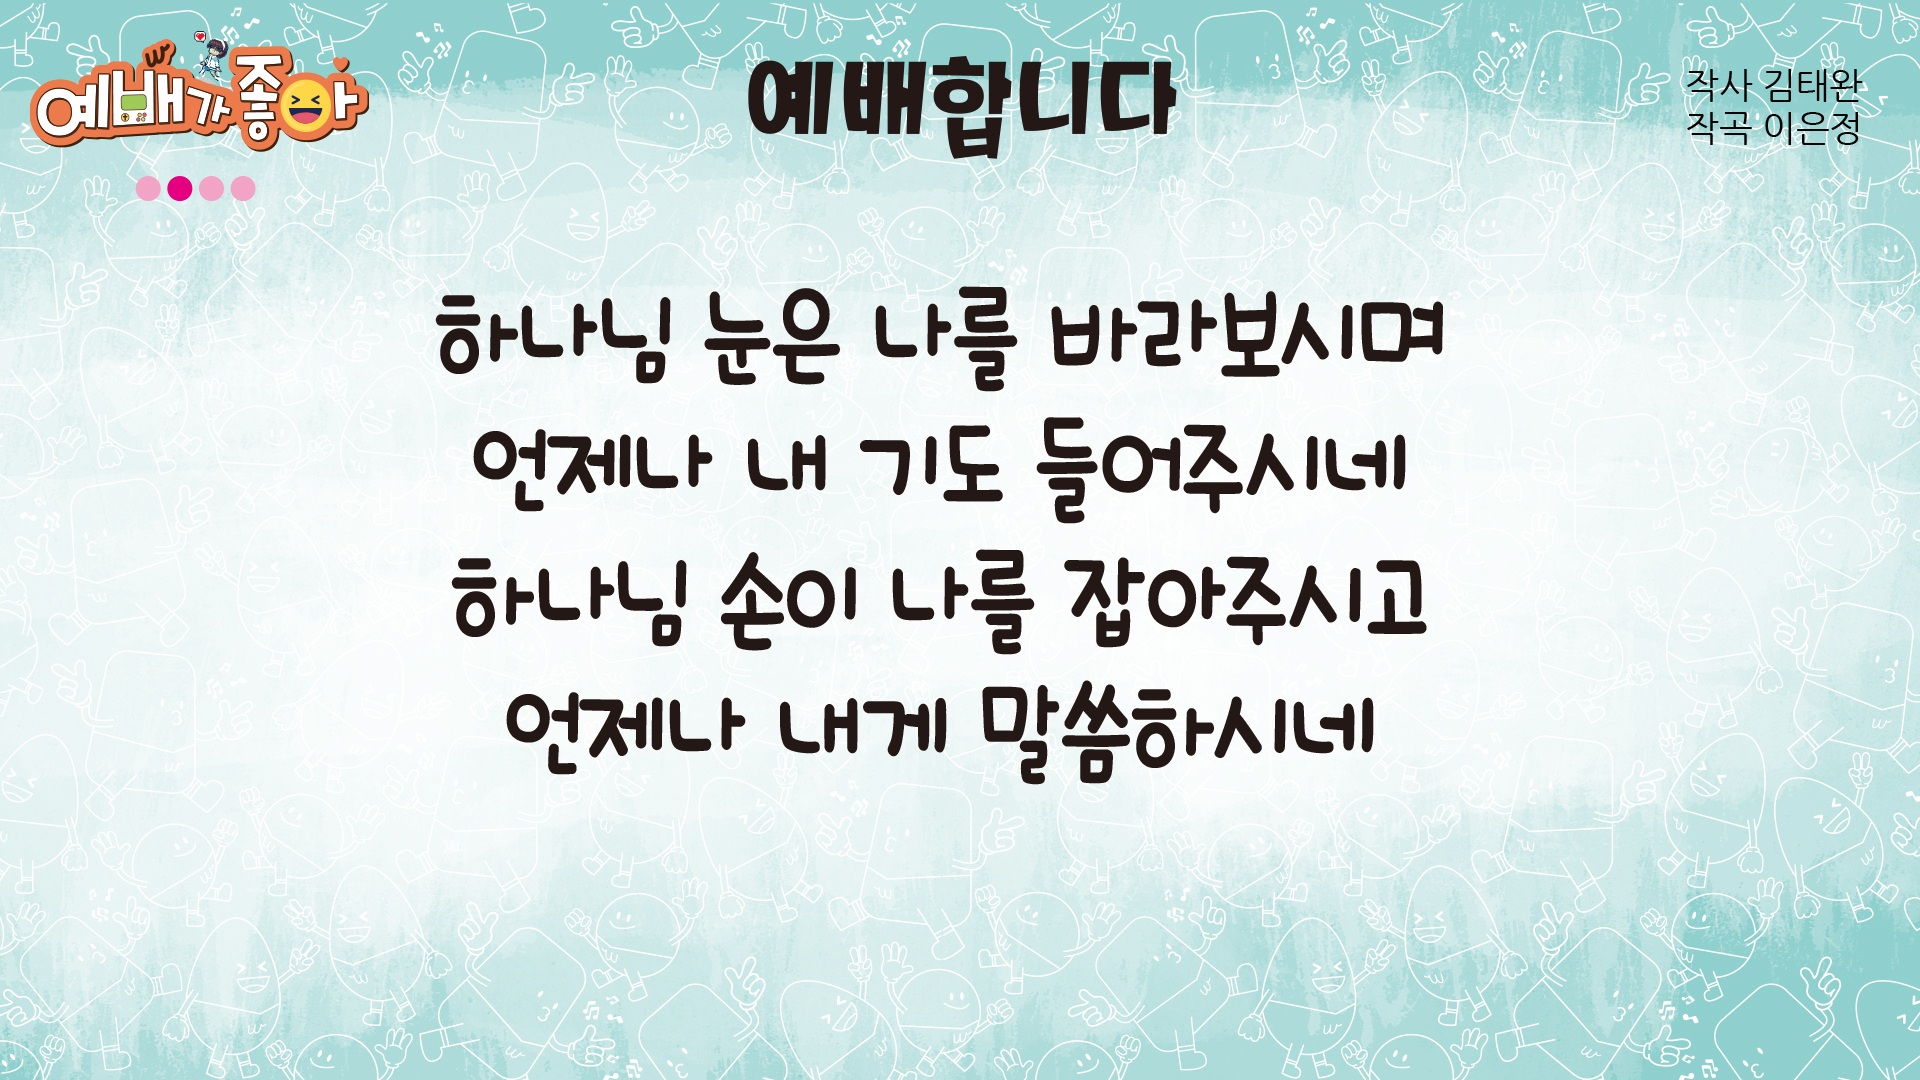 예배가 좋아
예배합니다
작사 김태완
작곡 이은정
하나님 눈은 나를 바라보시며
언제나 내 기도 들어주시네
하나님 손이 나를 잡아주시고
언제나 내게 말씀하시네